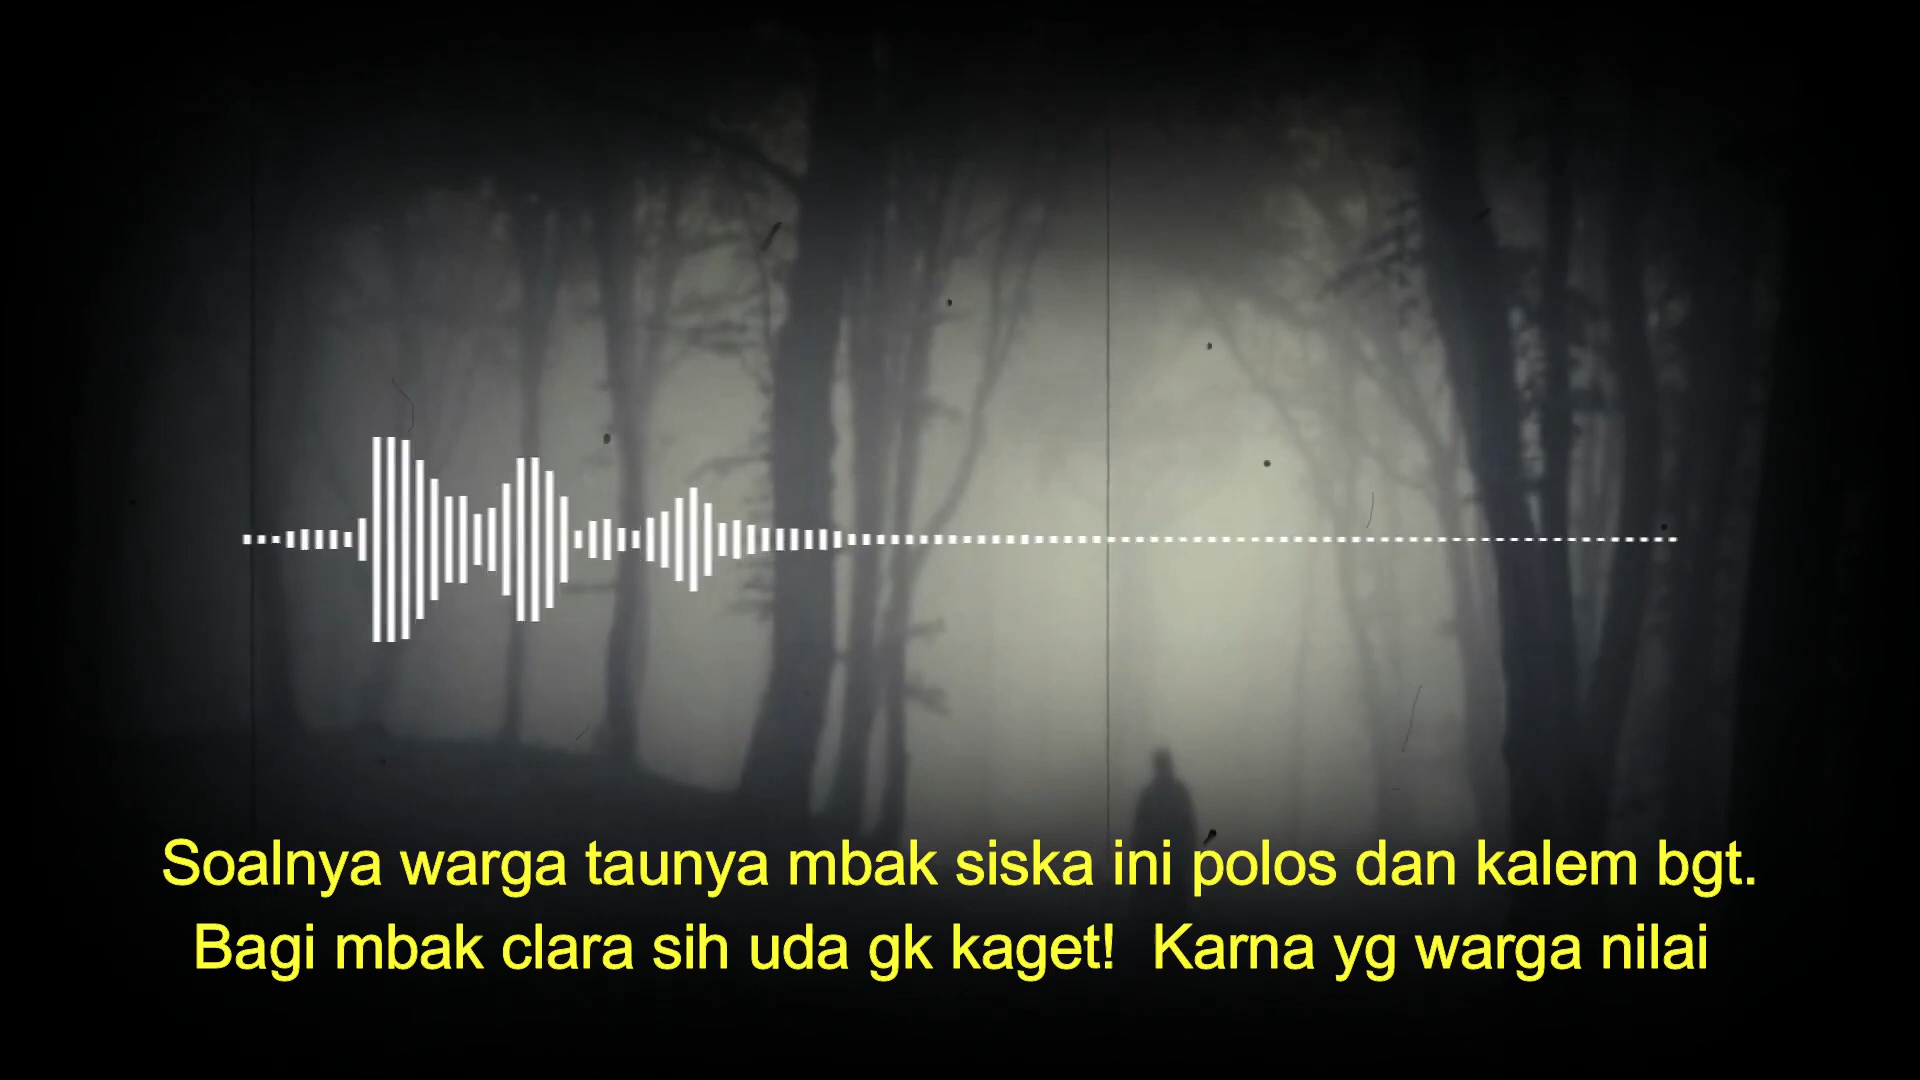 Soalnya warga taunya mbak siska ini polos dan kalem bgt.
Bagi mbak clara sih uda gk kaget!  Karna yg warga nilai